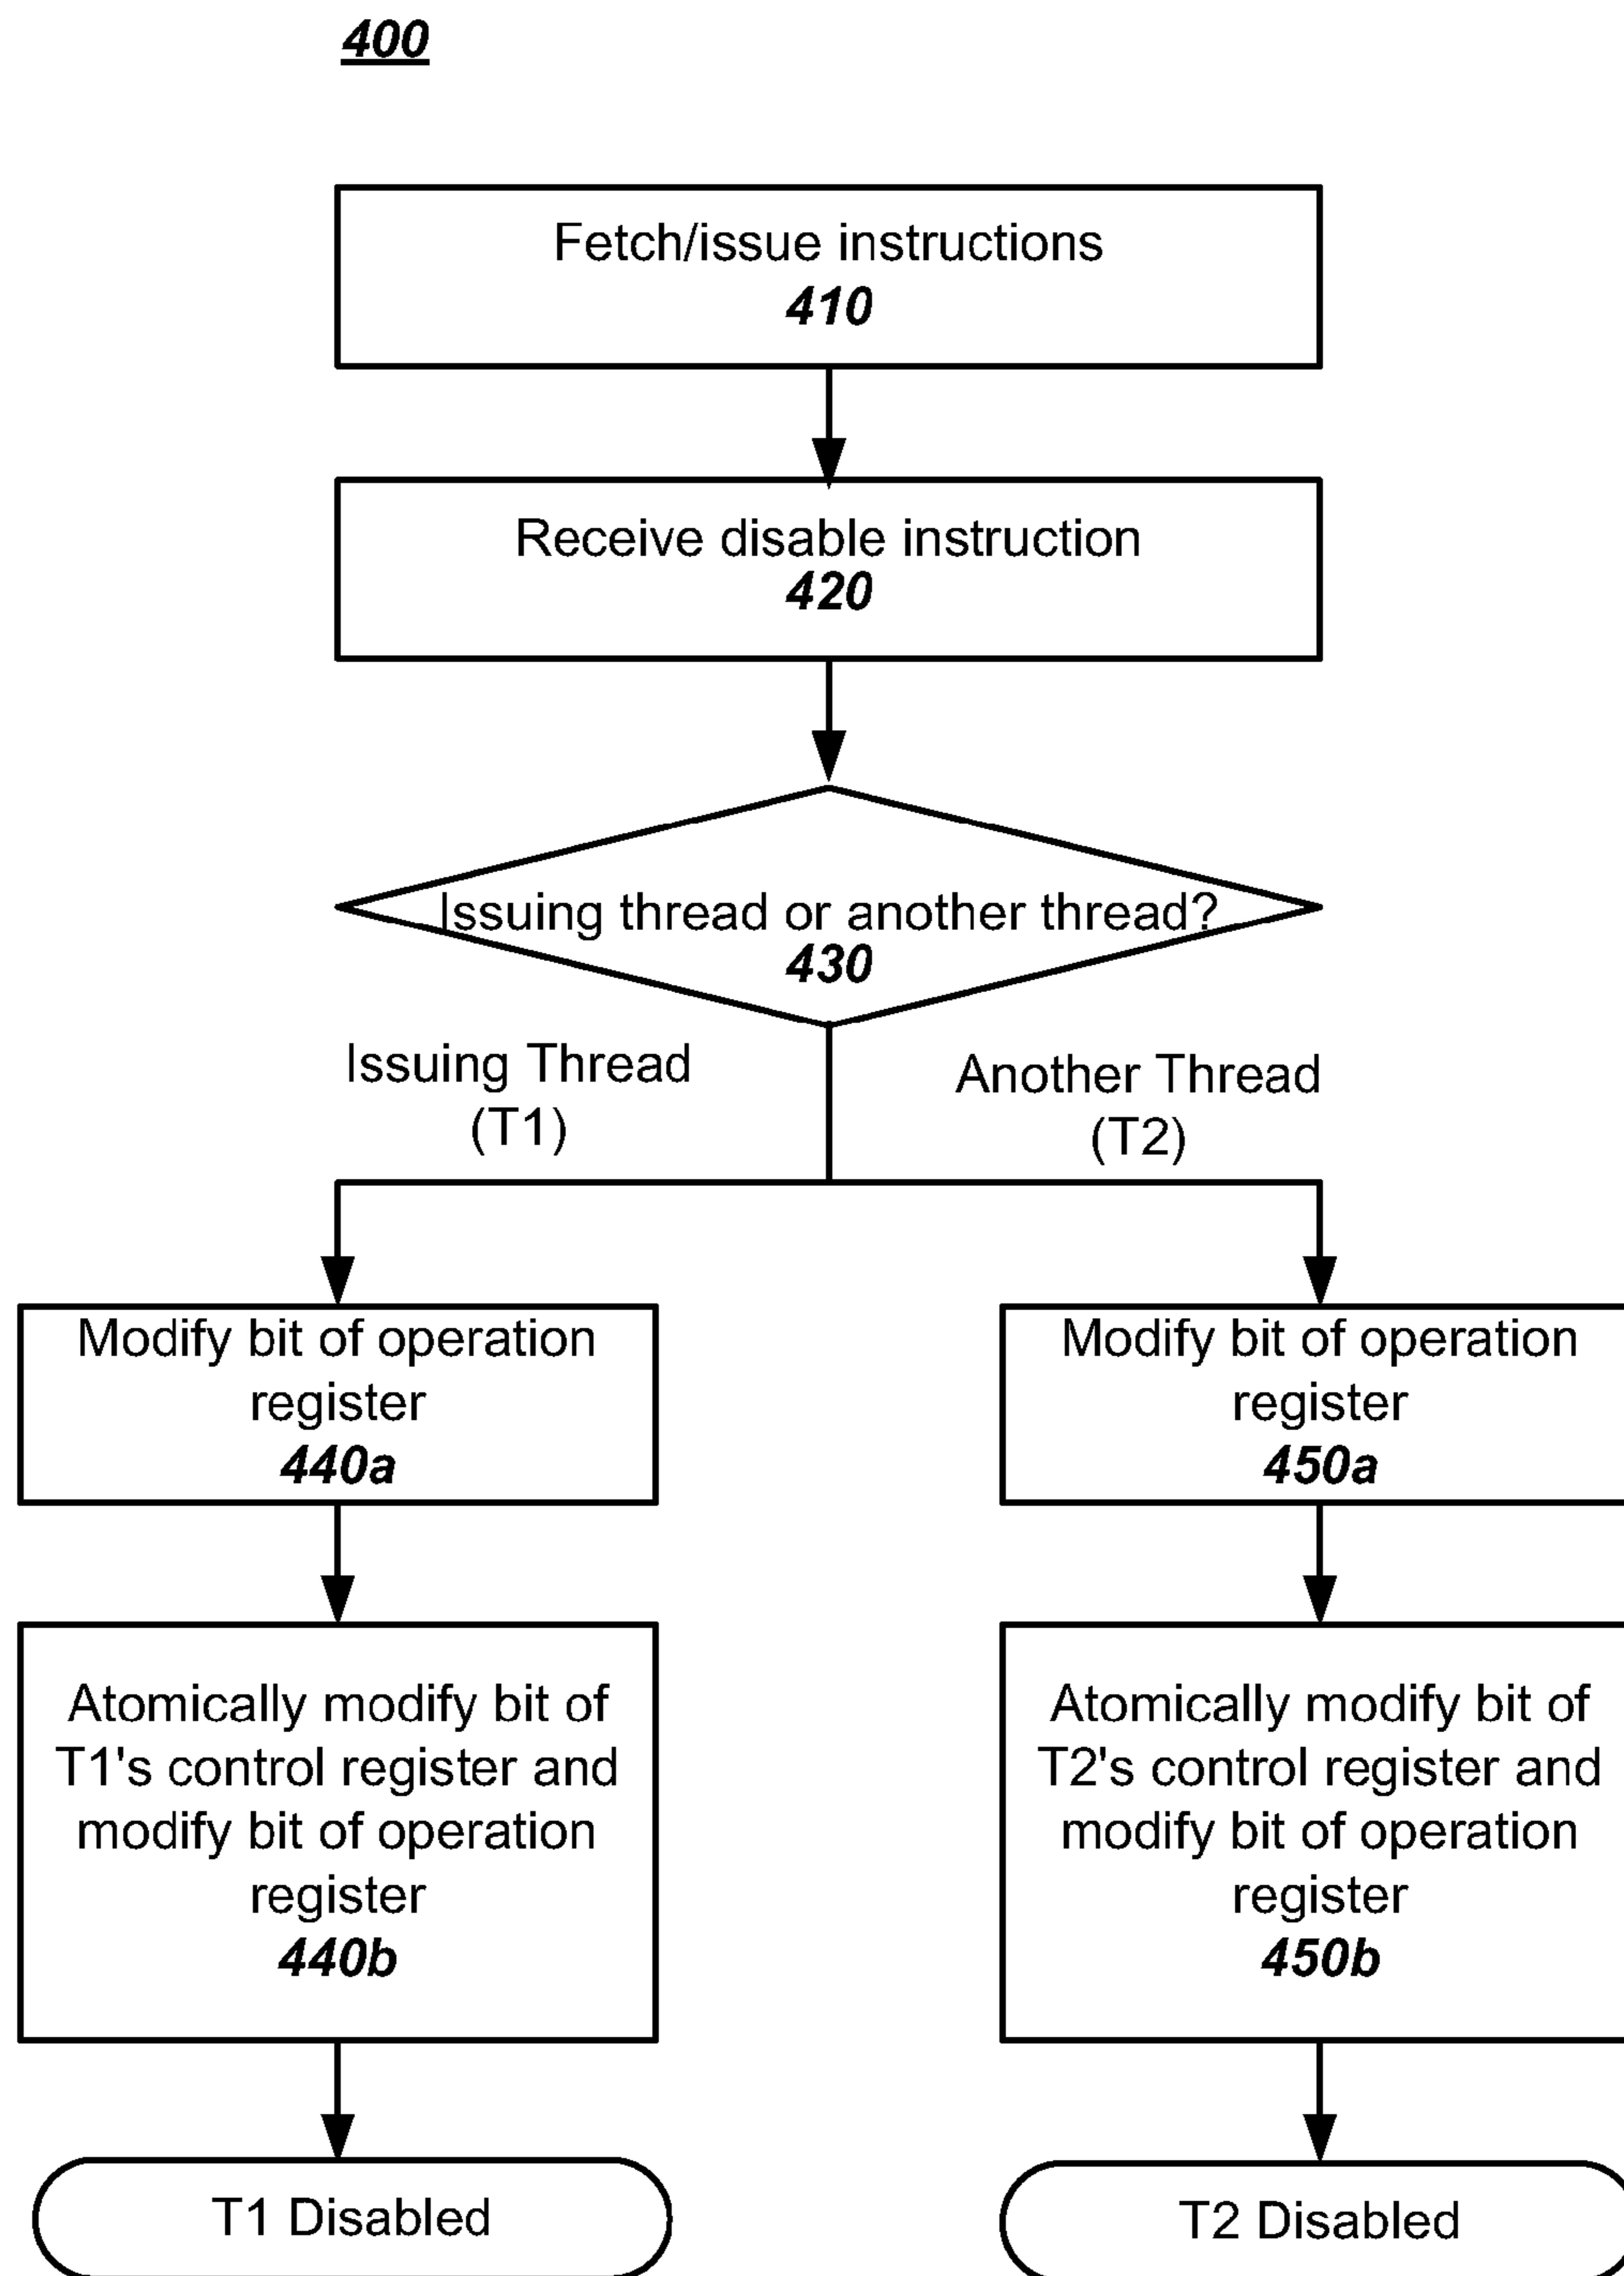 400
Fetch/issue instructions
410
Receive disable instruction
420
Issuing thread or another thread?
430
Issuing Thread
(T1)
Another Thread
(T2)
Modify bit of operation
register
440a
Modify bit of operation
register
450a
Atomically modify bit of
T1's control register and
modify bit of operation
register
440b
Atomically modify bit of
T2's control register and
modify bit of operation
register
450b
T1 Disabled
T2 Disabled